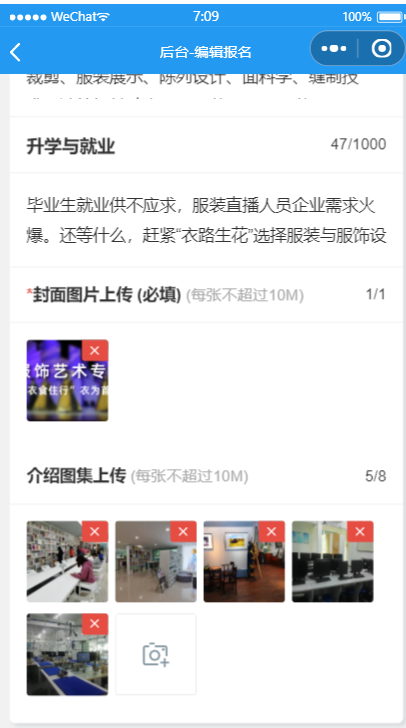 WeChat 7:09 100%
后台-编辑报名
裁剪、服装展示、陈列设计、面料学、缝制技
升学与就业 47/1000
毕业生就业供不应求，服装直播人员企业需求火
爆。还等什么，赶紧“衣路生花”选择服装与服饰设
*封面图片上传 (必填) (每张不超过10M) 1/1
服饰艺术专
衣食住行”衣为首
介绍图集上传 (每张不超过10M) 5/8